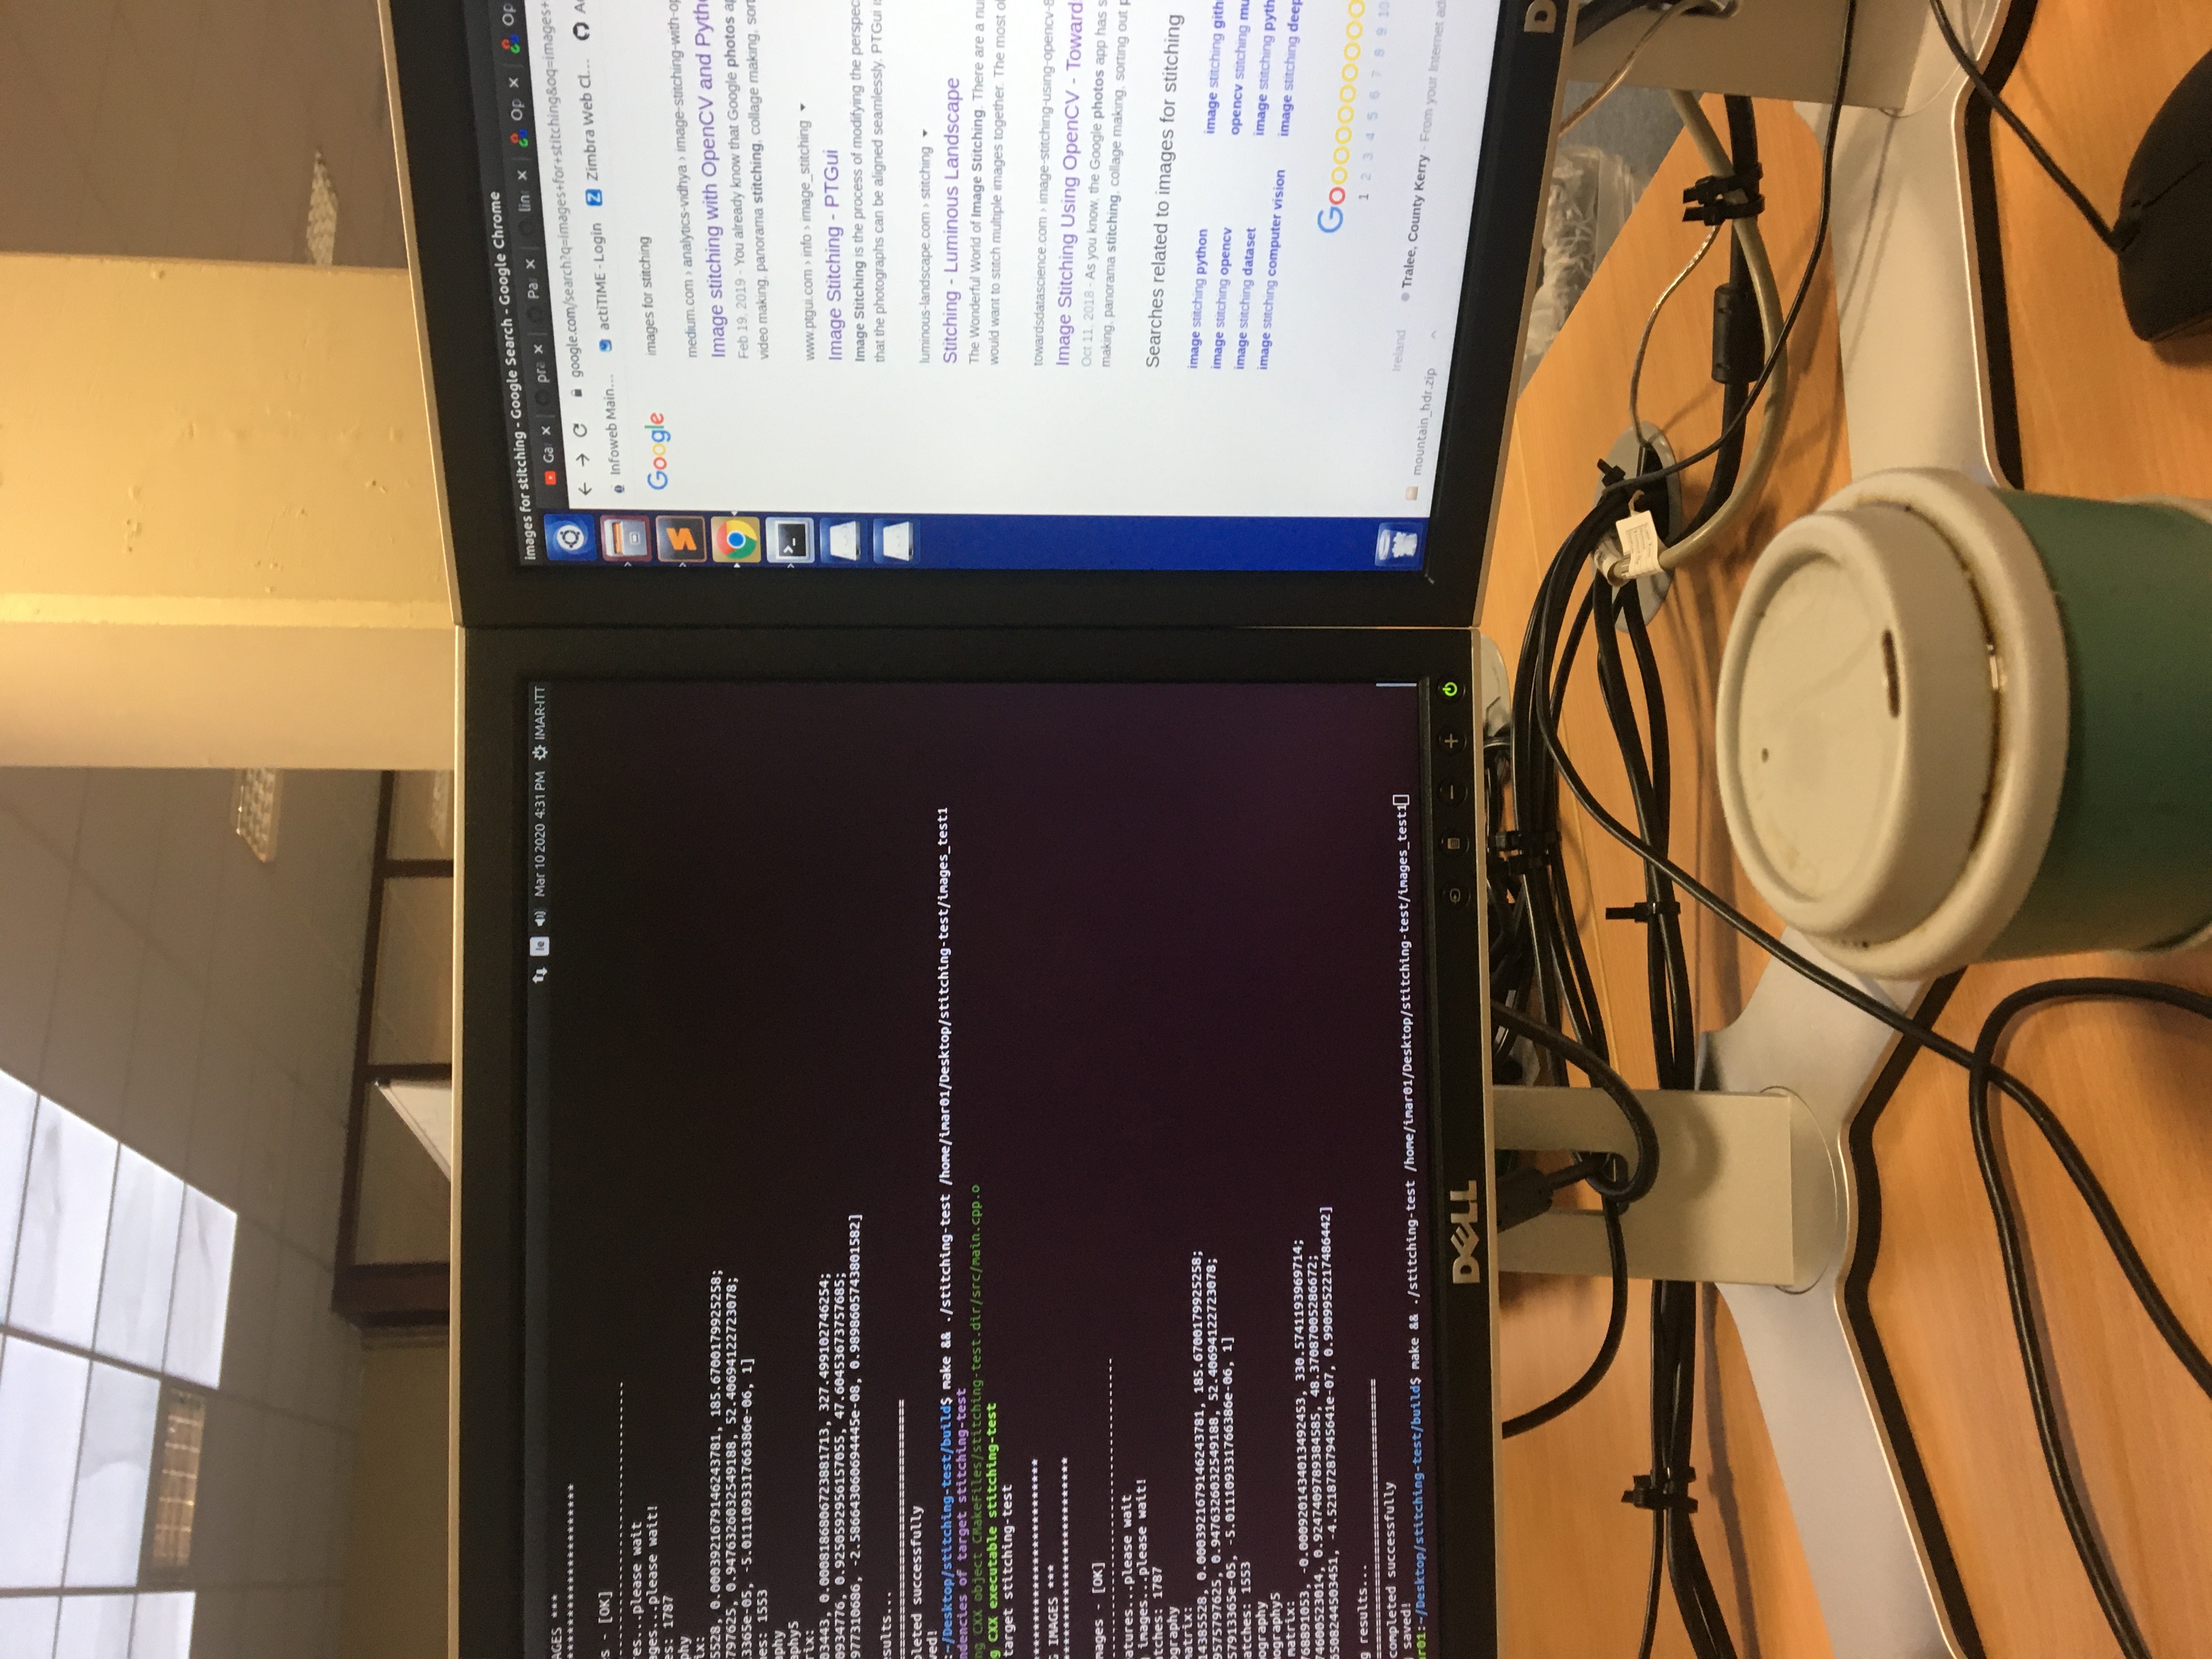 AGES ***
[OK]
...please wait
...please wait!
: 1787
5528, 0.0003921679146243781, 185.6700179925258;
797625, 0.9476326032549188, 52.40694122723078;
3365e-05, -5.011109331766386e-06, 1]
es: 1553
03443, 0.0008186806723881713, 327.499102746254;
0934776, 0.9250592956157055, 47.60453673757685;
977310686, -2.586643060694445e-08, 0.9898605743801582]
esults...
pleted successfully
ved!
:~/Desktop/stitching-test/build$ make && ./stitching-test /home/imar01/Desktop/stitching-test/images_test1
ndencies of target stitching-test
ng CXX object CMakeFiles/stitching-test.dir/src/main.cpp.o
g CXX executable stitching-test
target stitching-test
G IMAGES ***
mages - [OK]
atures...please wait
images...please wait!
atches: 1787
ography
matrix:
14385528, 0.0003921679146243781, 185.6700179925258;
9575797625, 0.9476326032549188, 52.40694122723078;
57913365e-05, -5.011109331766386e-06, 1]
atches: 1553
ography
ography5
matrix:
768891053, -0.0009201434013492453, 330.5741193969714;
74600523014, 0.9247409789384585, 48.37087005286672;
6508244503451, -4.52187287945641e-07, 0.9909952217486442]
g results...
completed successfully
saved!
ar01:~/Desktop/stitching-test/build$ make && ./stitching-test /home/imar01/Desktop/stitching-test/images_test1
Ie Mar 10 2020 4:31 PM IMAR-ITT
DELL
images for stitching - Google Search - Google Chrome
Ga pra Pa lin Op Op
google.com/search?q=images+for+stitching&oq=images+
Infoweb Main... actiTIME - Login Zimbra Web Cl...
Google images for stitching
medium.com › analytics-vidhya › image-stitching-with-op
Image stitching with OpenCV and Pytho
Feb 19, 2019 - You already know that Google photos ap
video making, panorama stitching, collage making, sort
www.ptgui.com › info › image_stitching
Image Stitching - PTGui
Image Stitching is the process of modifying the perspec
that the photographs can be aligned seamlessly. PTGui is
luminous-landscape.com › stitching
Stitching - Luminous Landscape
The Wonderful World of Image Stitching. There are a nu
would want to stitch multiple images together. The most o
towardsdatascience.com › image-stitching-using-opencv-8
Image Stitching Using OpenCV - Toward
Oct 11, 2018 - As you know, the Google photos app has s
making, panorama stitching, collage making, sorting out p
Searches related to images for stitching
image stitching python image stitching gith
image stitching opencv opencv stitching mu
image stitching dataset image stitching pyth
image stitching computer vision image stitching deep
Goooooooooo
1 2 3 4 5 6 7 8 9 10
Ireland Tralee, County Kerry - From your Internet ad
mountain_hdr.zip
D